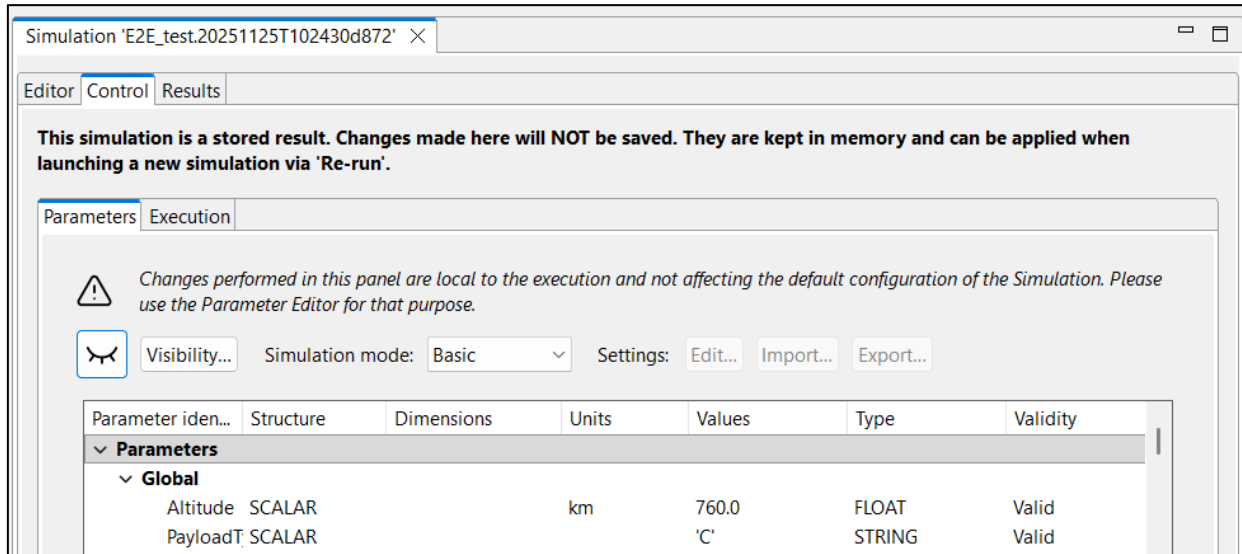 Simulation 'E2E_test.20251125T102430d872'
Editor Control Results
This simulation is a stored result. Changes made here will NOT be saved. They are kept in memory and can be applied when
launching a new simulation via 'Re-run'.
Parameters Execution
Changes performed in this panel are local to the execution and not affecting the default configuration of the Simulation. Please
use the Parameter Editor for that purpose.
Visibility... Simulation mode: Basic Settings: Edit... Import... Export...
Parameter iden... Structure Dimensions Units Values Type Validity
Parameters
Global
Altitude SCALAR km 760.0 FLOAT Valid
PayloadT SCALAR 'C' STRING Valid